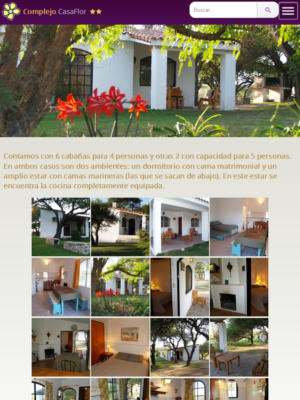 Complejo CasaFlor
Buscar...
Contamos con 6 cabañas para 4 personas y otras 2 con capacidad para 5 personas.
En ambos casos son dos ambientes: un dormitorio con cama matrimonial y un
amplio estar con camas marineras (las que se sacan de abajo), En este estar se
encuentra la cocina completamente equipada.